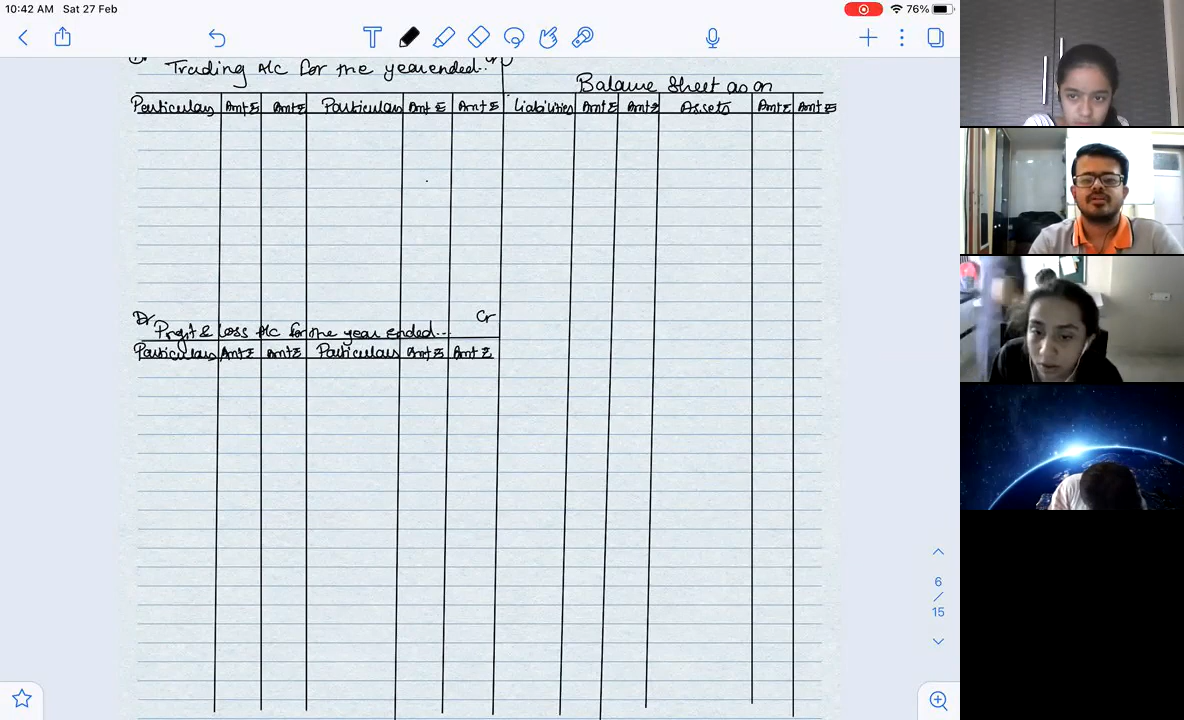 10:42 AM Sat 27 Feb
76%
Dr Trading A/c for the year ended... Cr
Balance Sheet as on
Particulars Amt ₹ Amt ₹ Particulars Amt ₹ Amt ₹ Liabilities Amt ₹ Amt ₹ Assets Amt ₹ Amt ₹
Dr Cr
Profit & Loss A/c for the year ended...
Particulars Amt ₹ Amt ₹ Particulars Amt ₹ Amt ₹
6
/
15